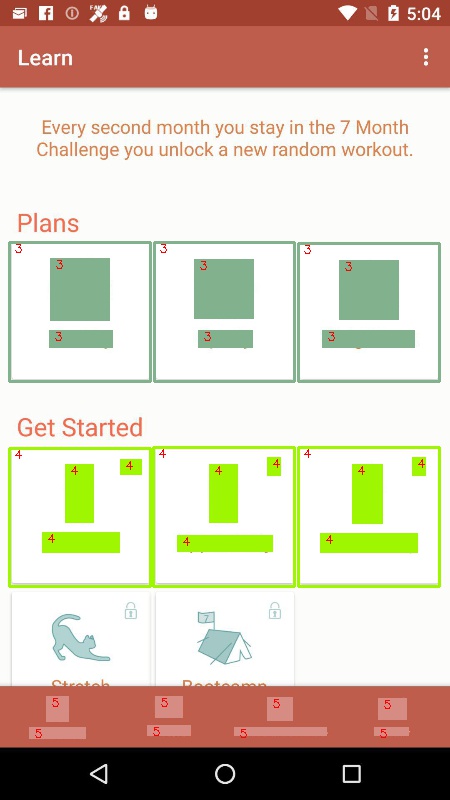 FAKE
5:04
Learn
Every second month you stay in the 7 Month
Challenge you unlock a new random workout.
Plans
3 3 3
3 3 3
3 3 3
Get Started
4 4 4
4 4 4 4 4 4
4 4 4
7
Stretch Bootcamp
5 5 5 5
5 5 5 5